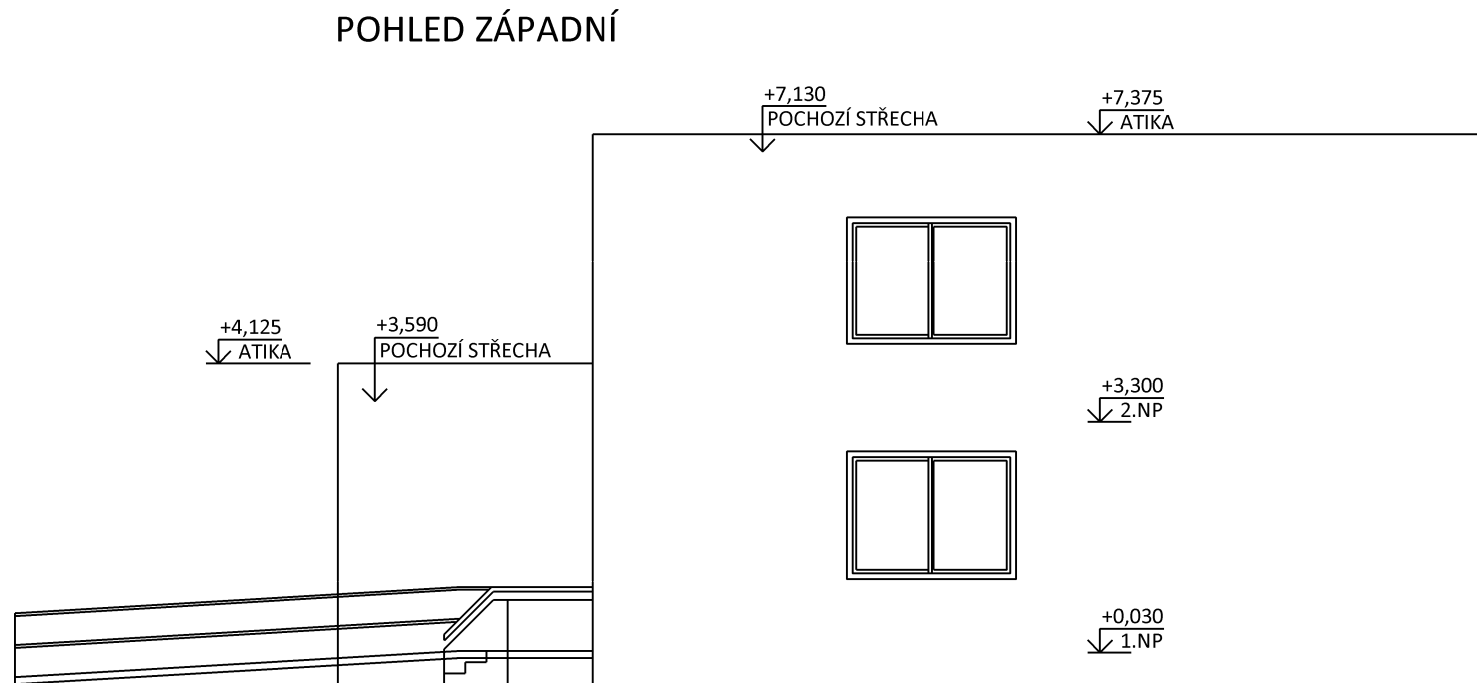 POHLED ZÁPADNÍ
+7,130
POCHOZÍ STŘECHA
+7,375
ATIKA
+4,125
ATIKA
+3,590
POCHOZÍ STŘECHA
+3,300
2.NP
+0,030
1.NP